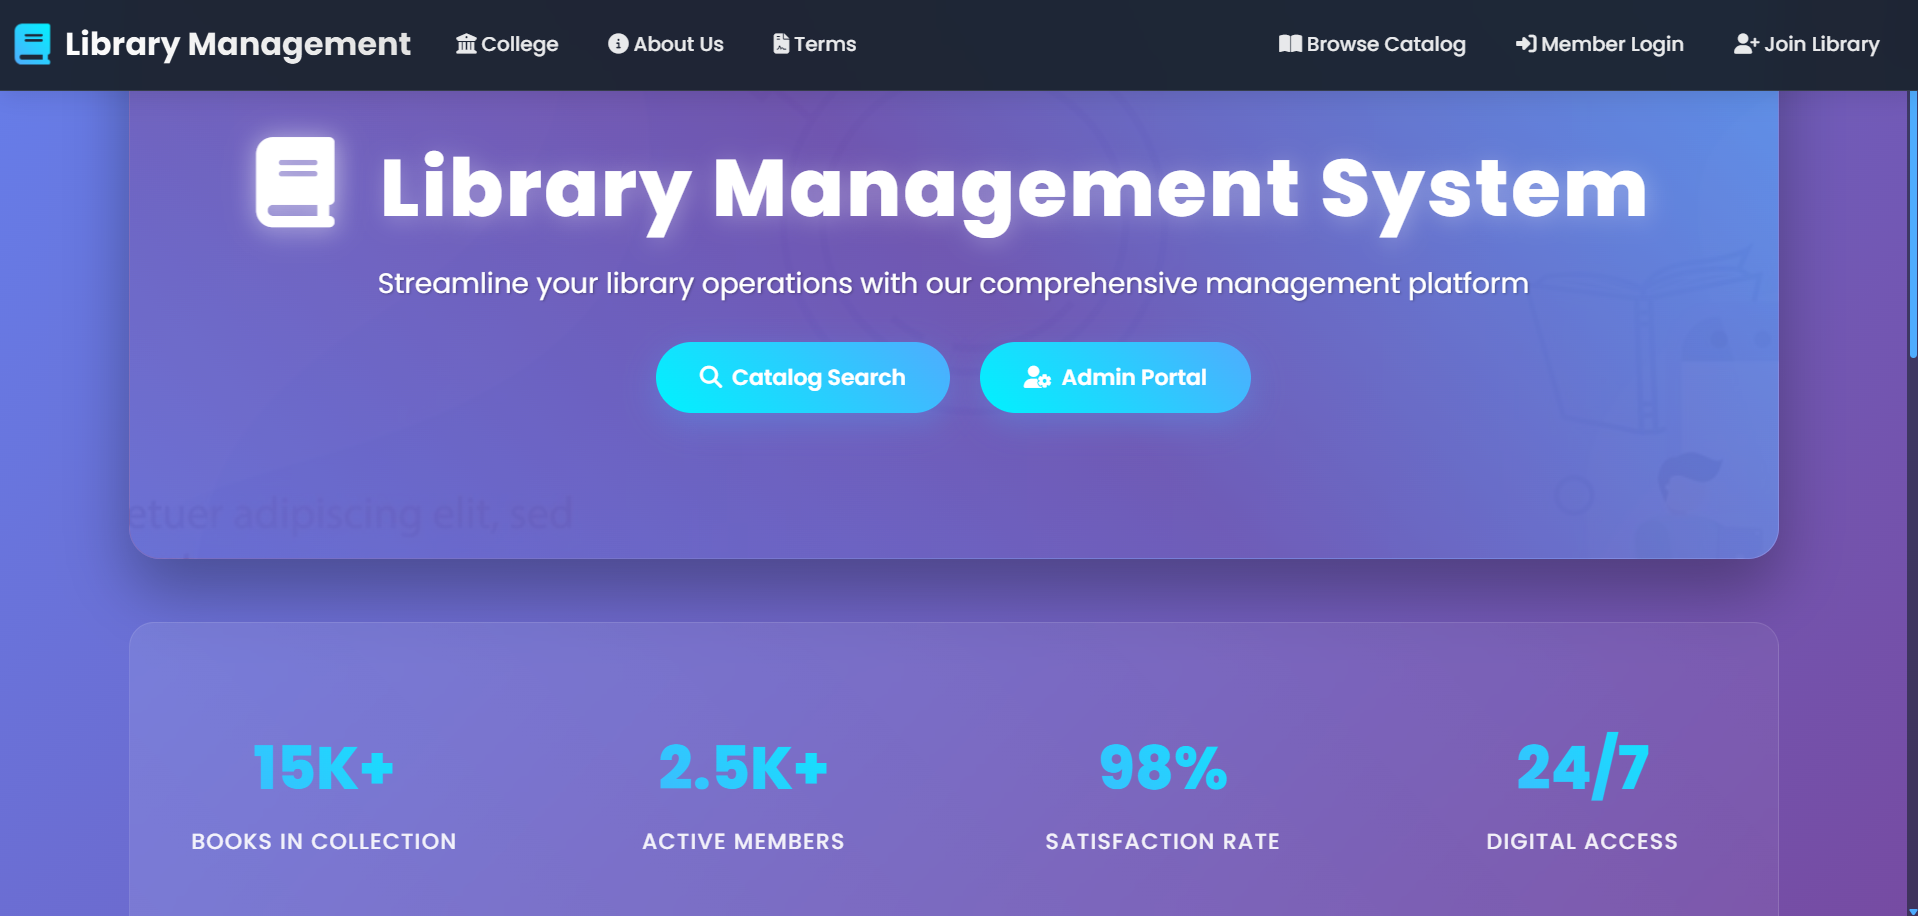 Library Management
College
About Us
Terms
Browse Catalog
Member Login
Join Library
Library Management System
Streamline your library operations with our comprehensive management platform
Catalog Search
Admin Portal
etuer adipiscing elit, sed
15K+
BOOKS IN COLLECTION
2.5K+
ACTIVE MEMBERS
98%
SATISFACTION RATE
24/7
DIGITAL ACCESS